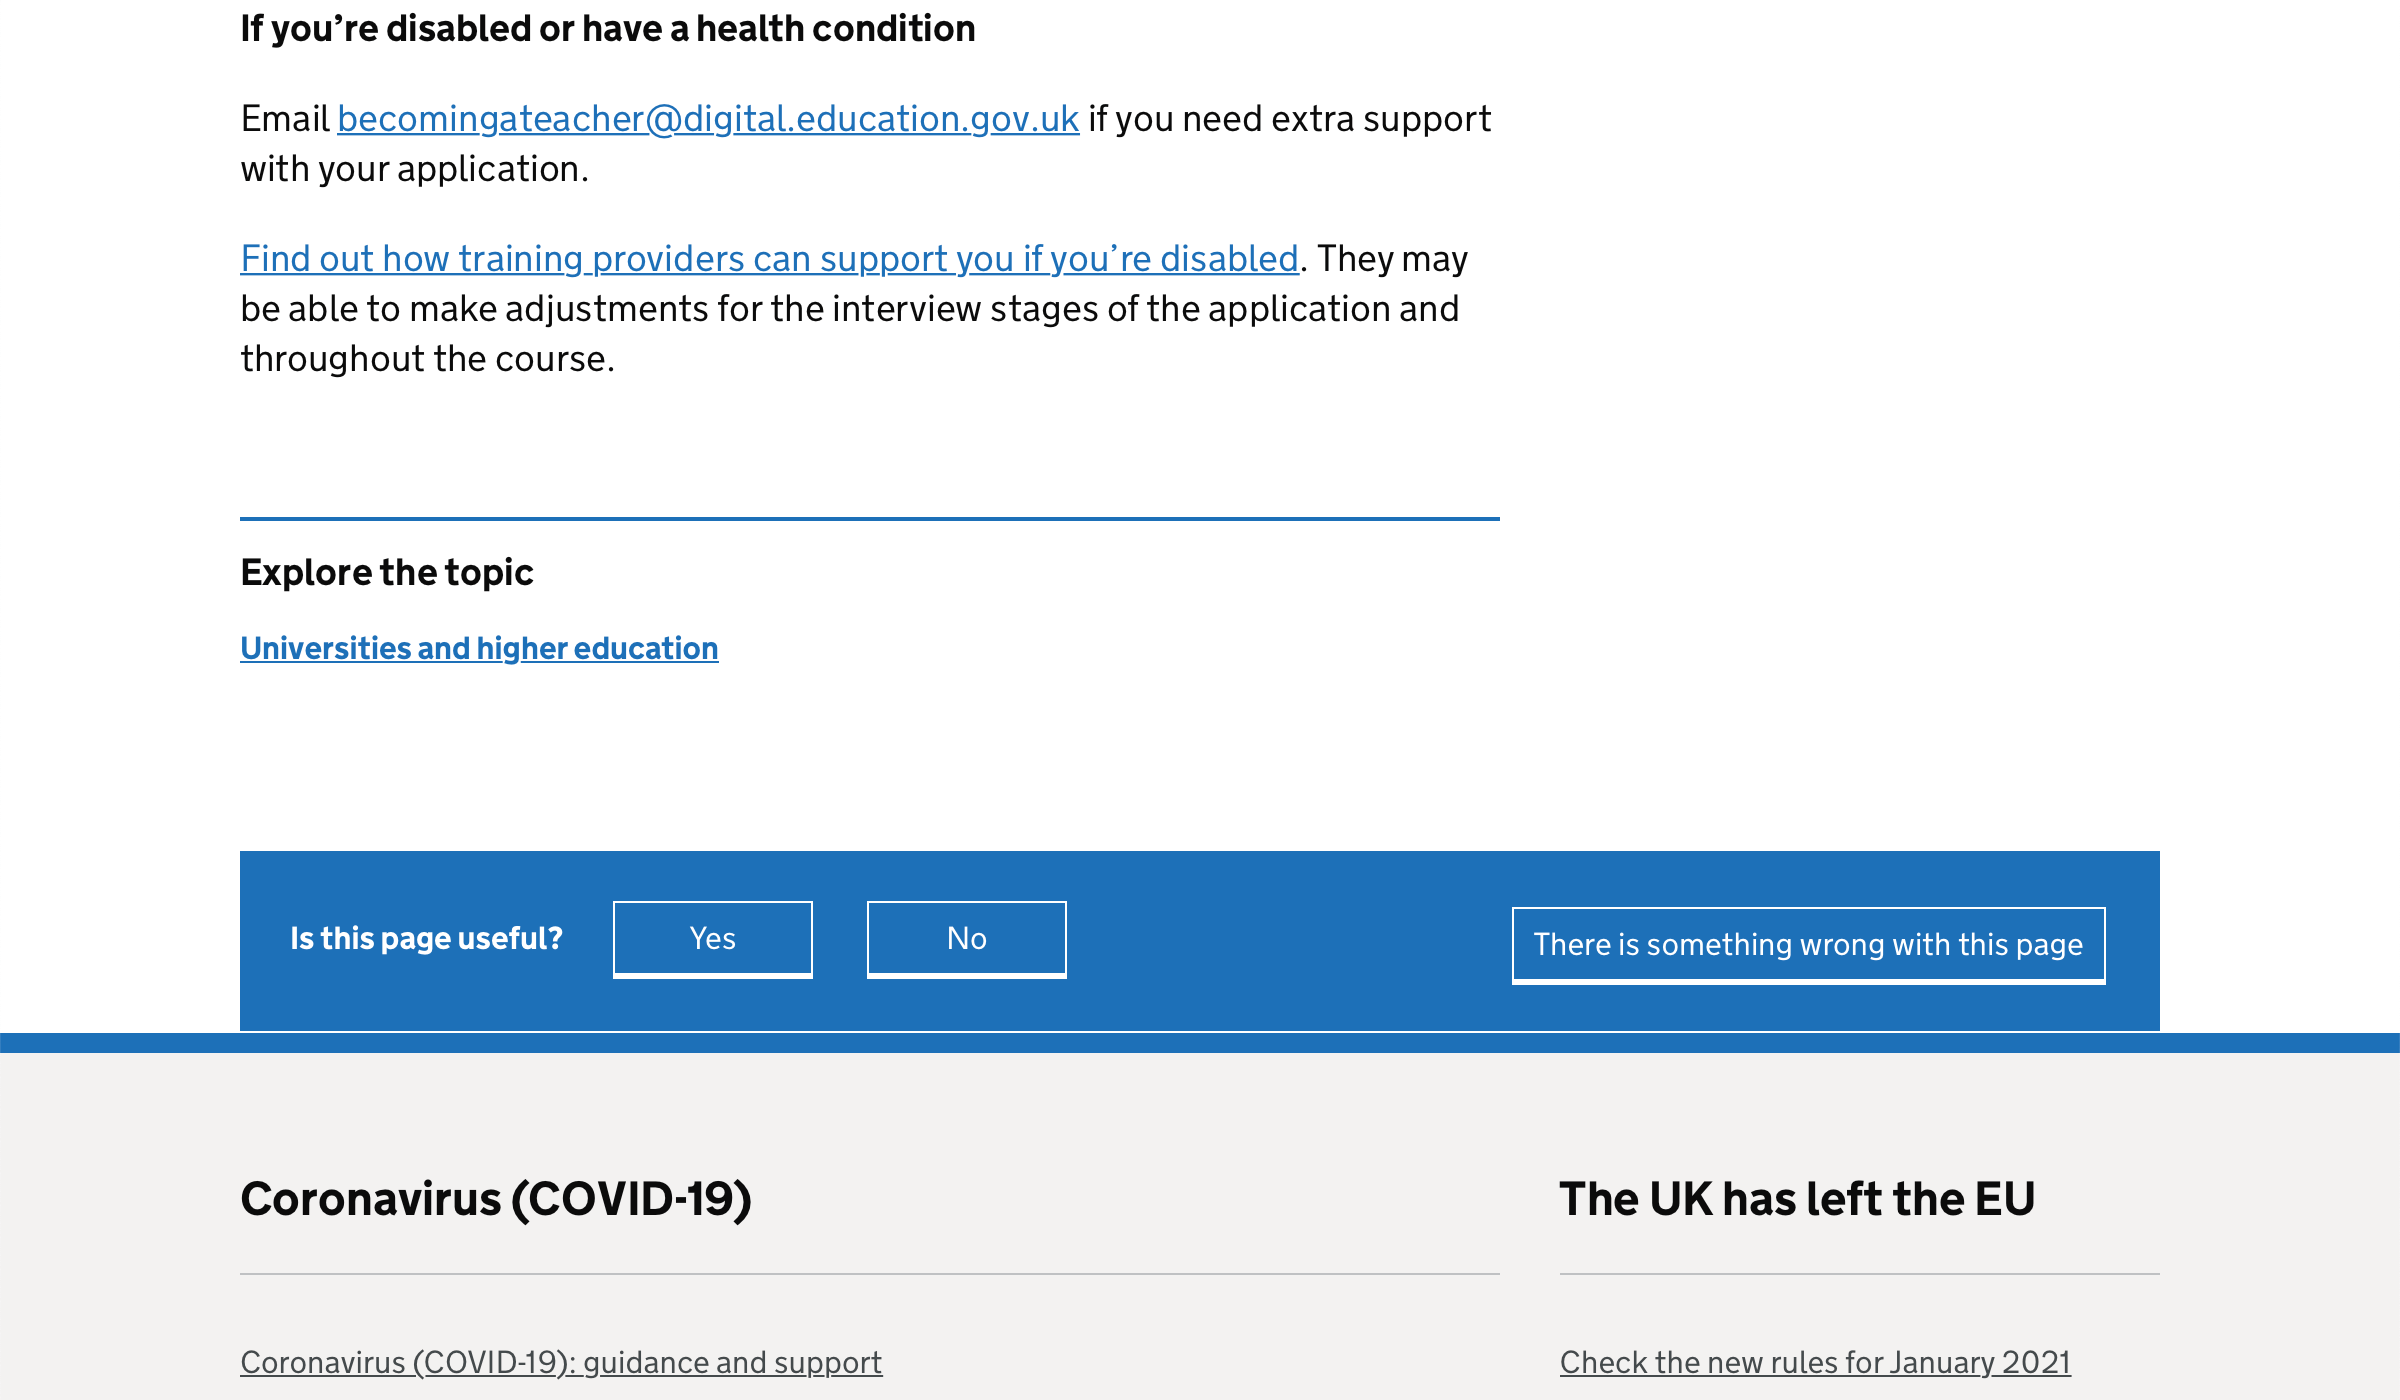 If you’re disabled or have a health condition
Email becomingateacher@digital.education.gov.uk if you need extra support
with your application.
Find out how training providers can support you if you’re disabled. They may
be able to make adjustments for the interview stages of the application and
throughout the course.
Explore the topic
Universities and higher education
Is this page useful?
Yes
No
There is something wrong with this page
Coronavirus (COVID-19)
Coronavirus (COVID-19): guidance and support
The UK has left the EU
Check the new rules for January 2021